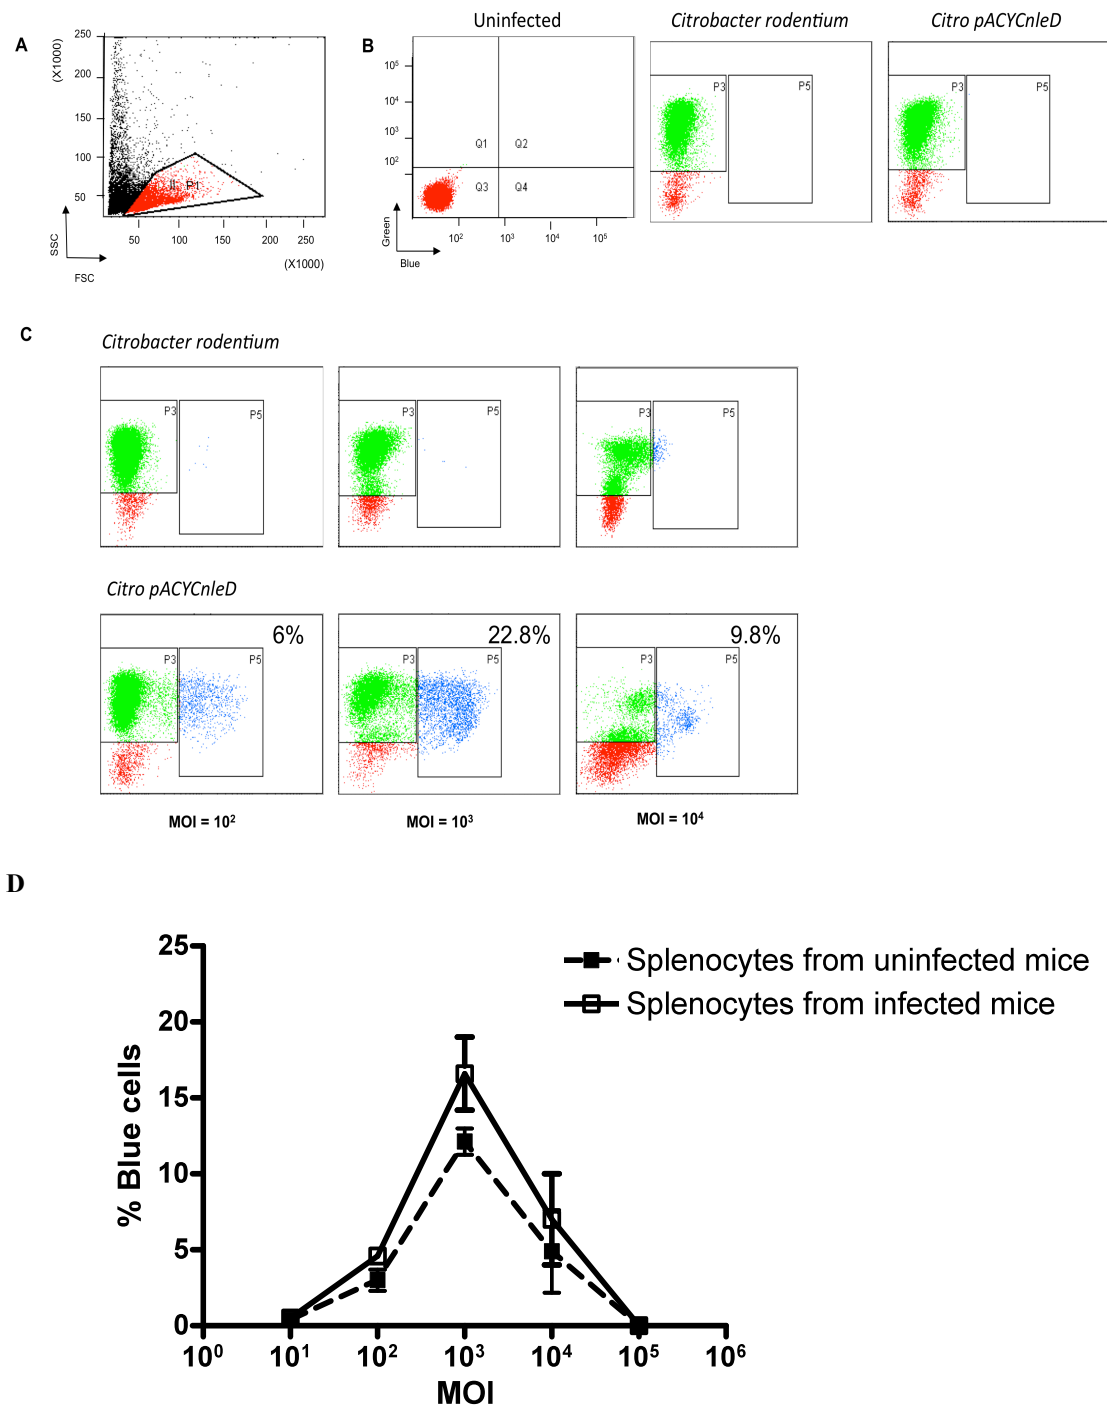 A
(X1000)
250
200
150
100
50
P1
SSC
FSC
50
100
150
200
250
(X1000)
B
Uninfected
10⁵
10⁴
10³
10²
Q1
Q2
Q3
Q4
Green
Blue
10²
10³
10⁴
10⁵
Citrobacter rodentium
P3
P5
Citro pACYCnleD
P3
P5
C
Citrobacter rodentium
P3
P5
P3
P5
P3
P5
Citro pACYCnleD
6%
P3
P5
22.8%
P3
P5
9.8%
P3
P5
MOI = 10²
MOI = 10³
MOI = 10⁴
D
25
20
15
10
5
0
% Blue cells
Splenocytes from uninfected mice
Splenocytes from infected mice
10⁰ 10¹ 10² 10³ 10⁴ 10⁵ 10⁶
MOI